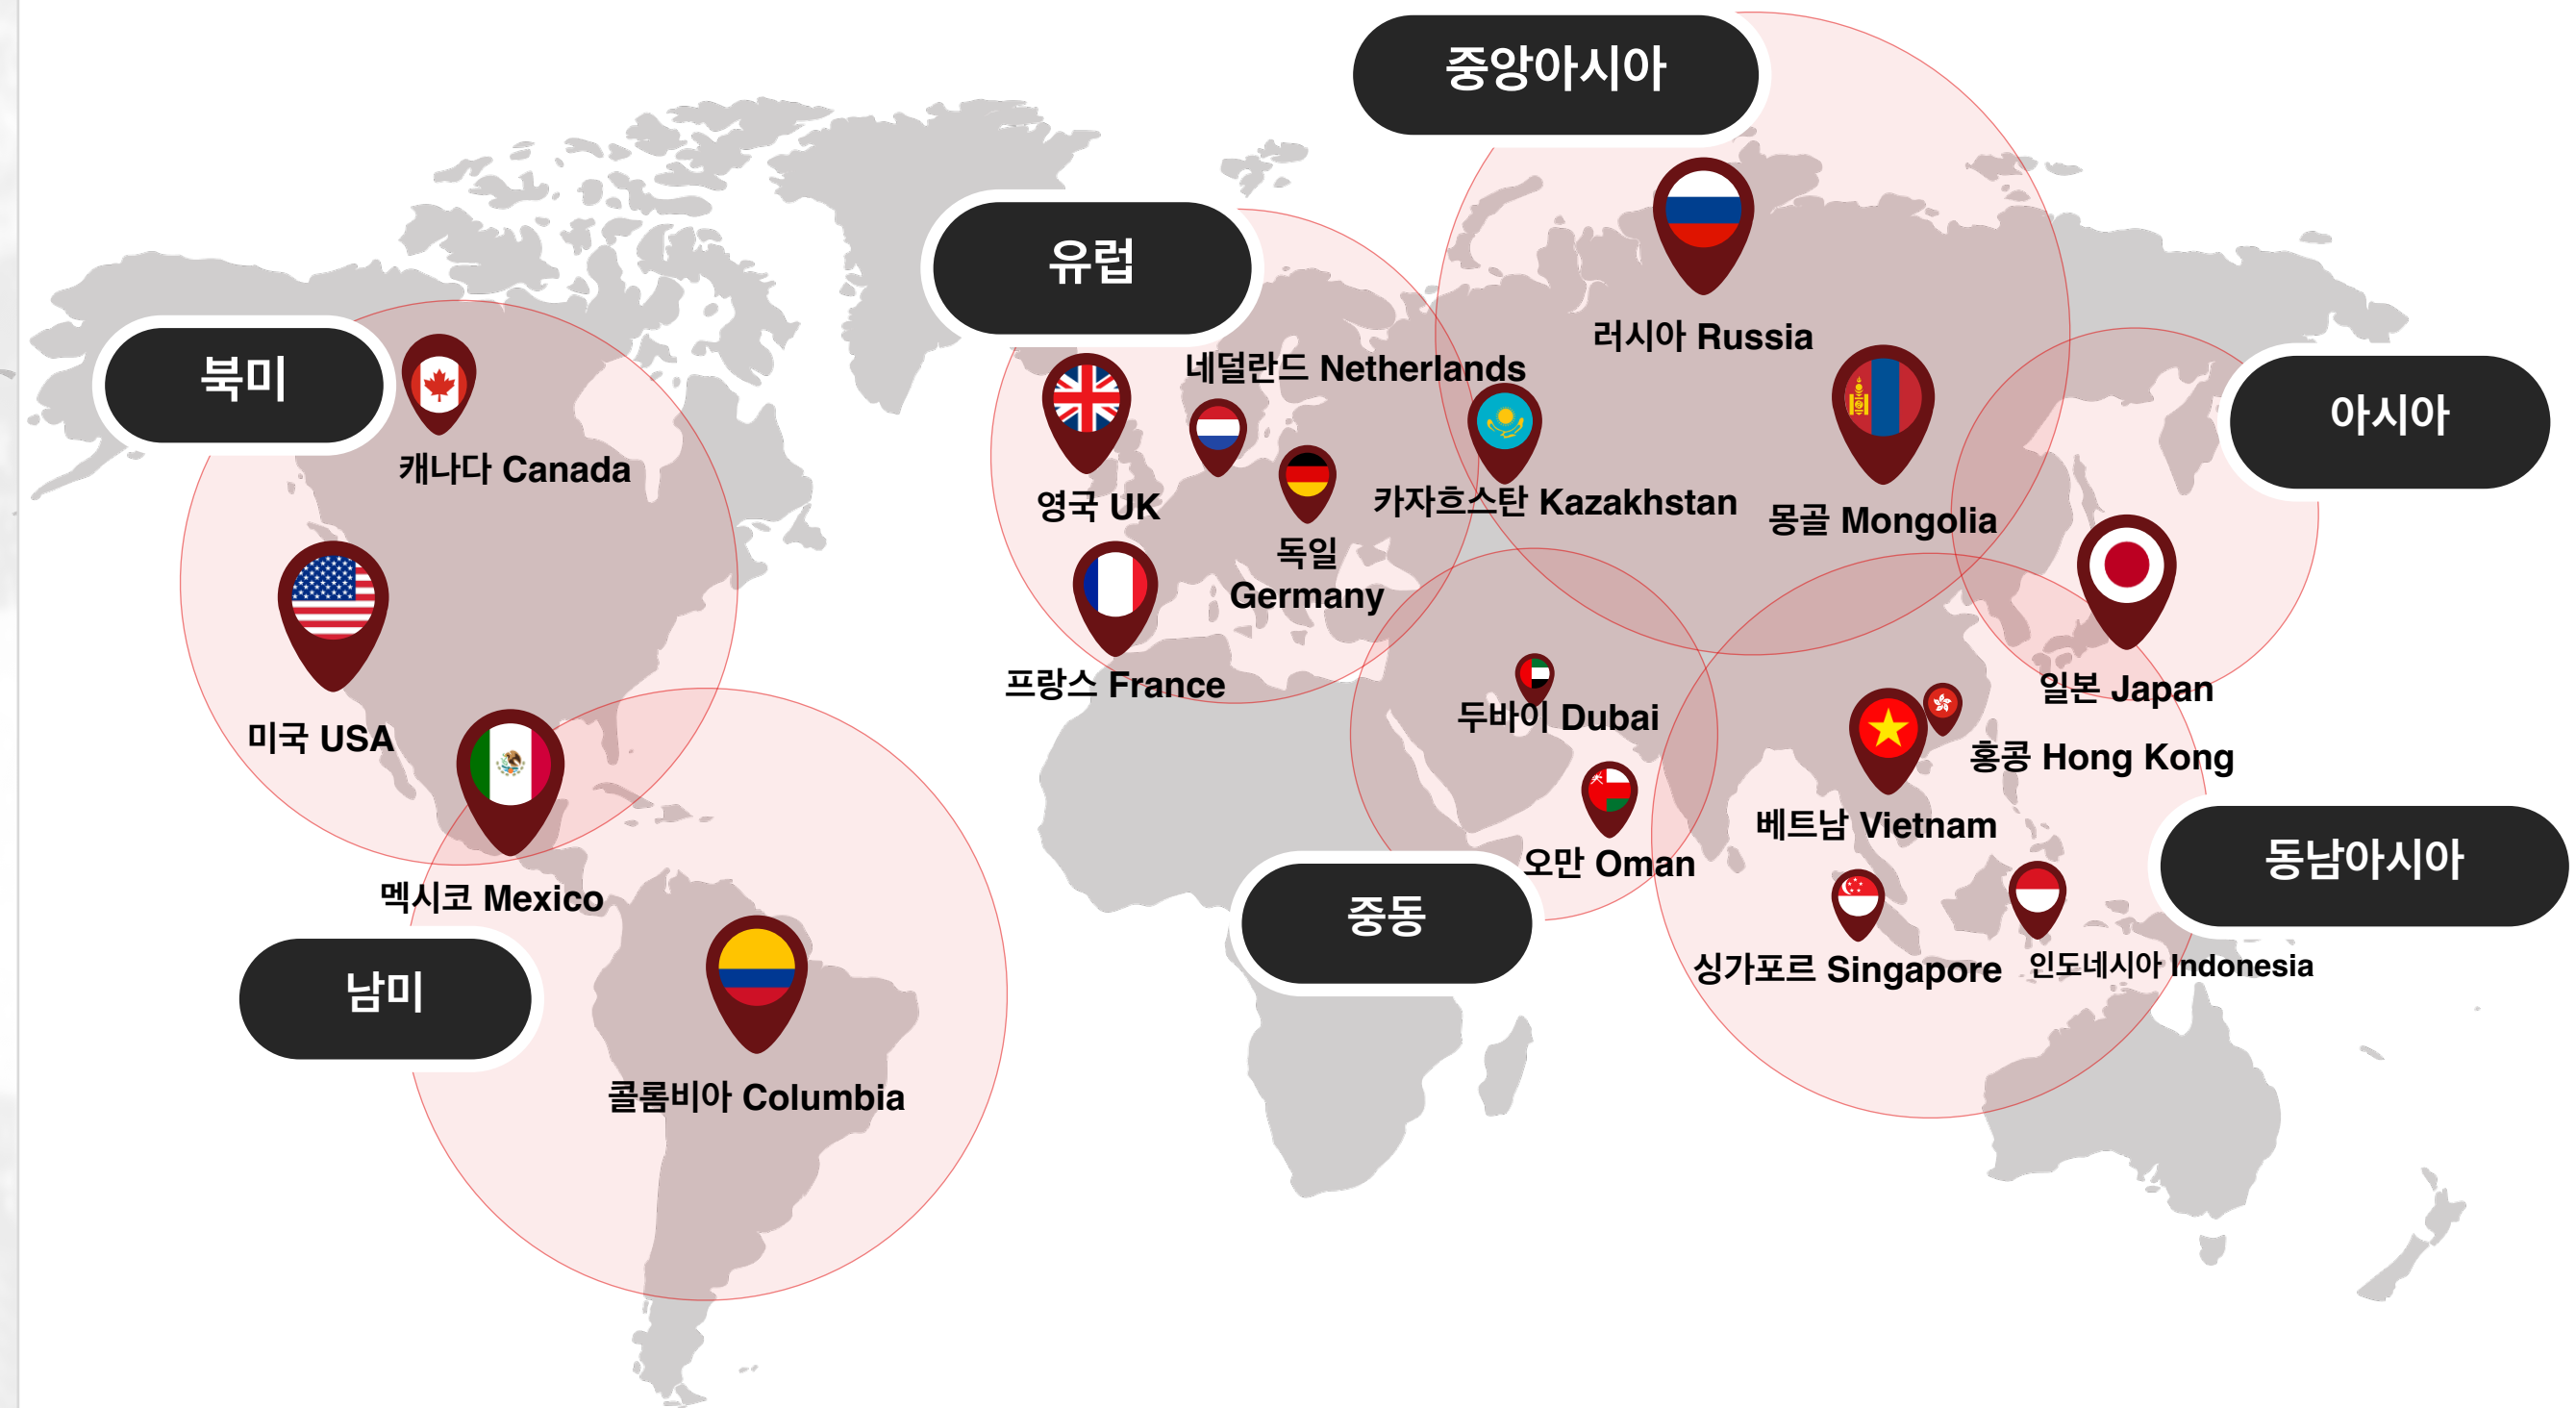 중앙아시아
유럽
러시아 Russia
북미
네덜란드 Netherlands
아시아
캐나다 Canada
영국 UK
카자흐스탄 Kazakhstan
몽골 Mongolia
독일
Germany
프랑스 France
일본 Japan
두바이 Dubai
미국 USA
홍콩 Hong Kong
베트남 Vietnam
오만 Oman
동남아시아
멕시코 Mexico
중동
싱가포르 Singapore
인도네시아 Indonesia
남미
콜롬비아 Columbia